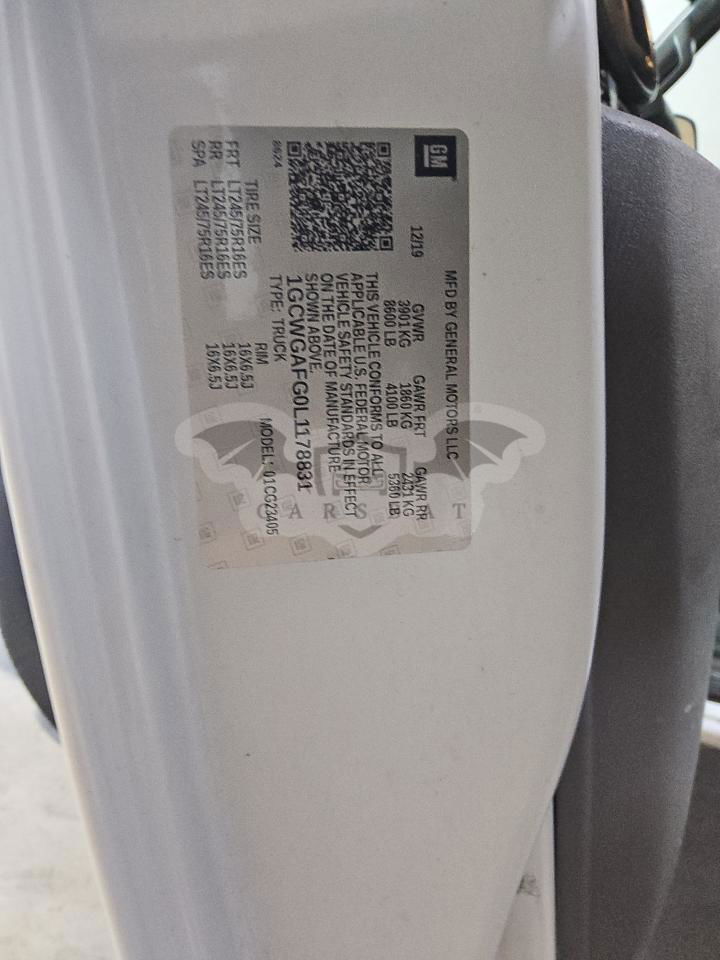 GM
MFD BY GENERAL MOTORS LLC
12/19
GVWR GAWR FRT GAWR RR
3901 KG 1860 KG 2431 KG
8600 LB 4100 LB 5360 LB
THIS VEHICLE CONFORMS TO ALL
APPLICABLE U.S. FEDERAL MOTOR
VEHICLE SAFETY STANDARDS IN EFFECT
ON THE DATE OF MANUFACTURE
SHOWN ABOVE.
1GCWGAFG0L1178831
TYPE: TRUCK MODEL: 01CG23405
8624
TIRE SIZE RIM
FRT LT245/75R16ES 16X6.5J
RR LT245/75R16ES 16X6.5J
SPA LT245/75R16ES 16X6.5J